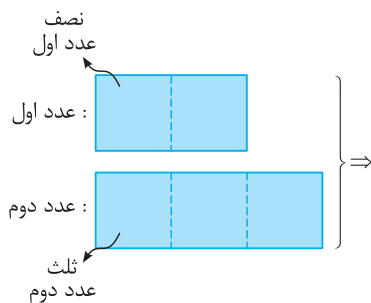 نصف
عدد اول
عدد اول :
⇒
عدد دوم :
ثلث
عدد دوم